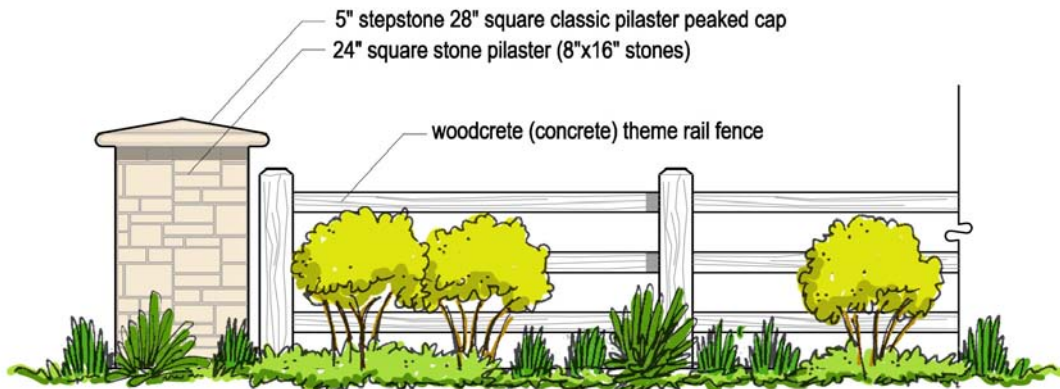 5" stepstone 28" square classic pilaster peaked cap
24" square stone pilaster (8"x16" stones)
woodcrete (concrete) theme rail fence